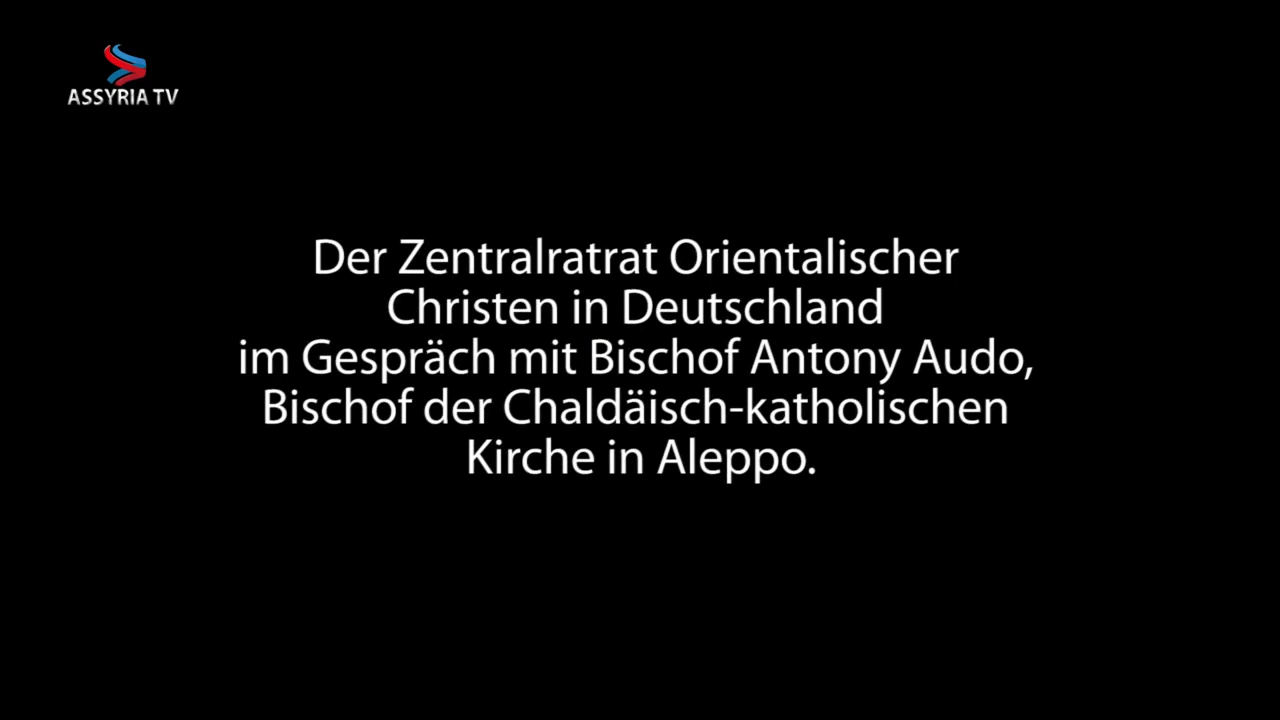 ASSYRIA TV
Der Zentralratrat Orientalischer
Christen in Deutschland
im Gespräch mit Bischof Antony Audo,
Bischof der Chaldäisch-katholischen
Kirche in Aleppo.